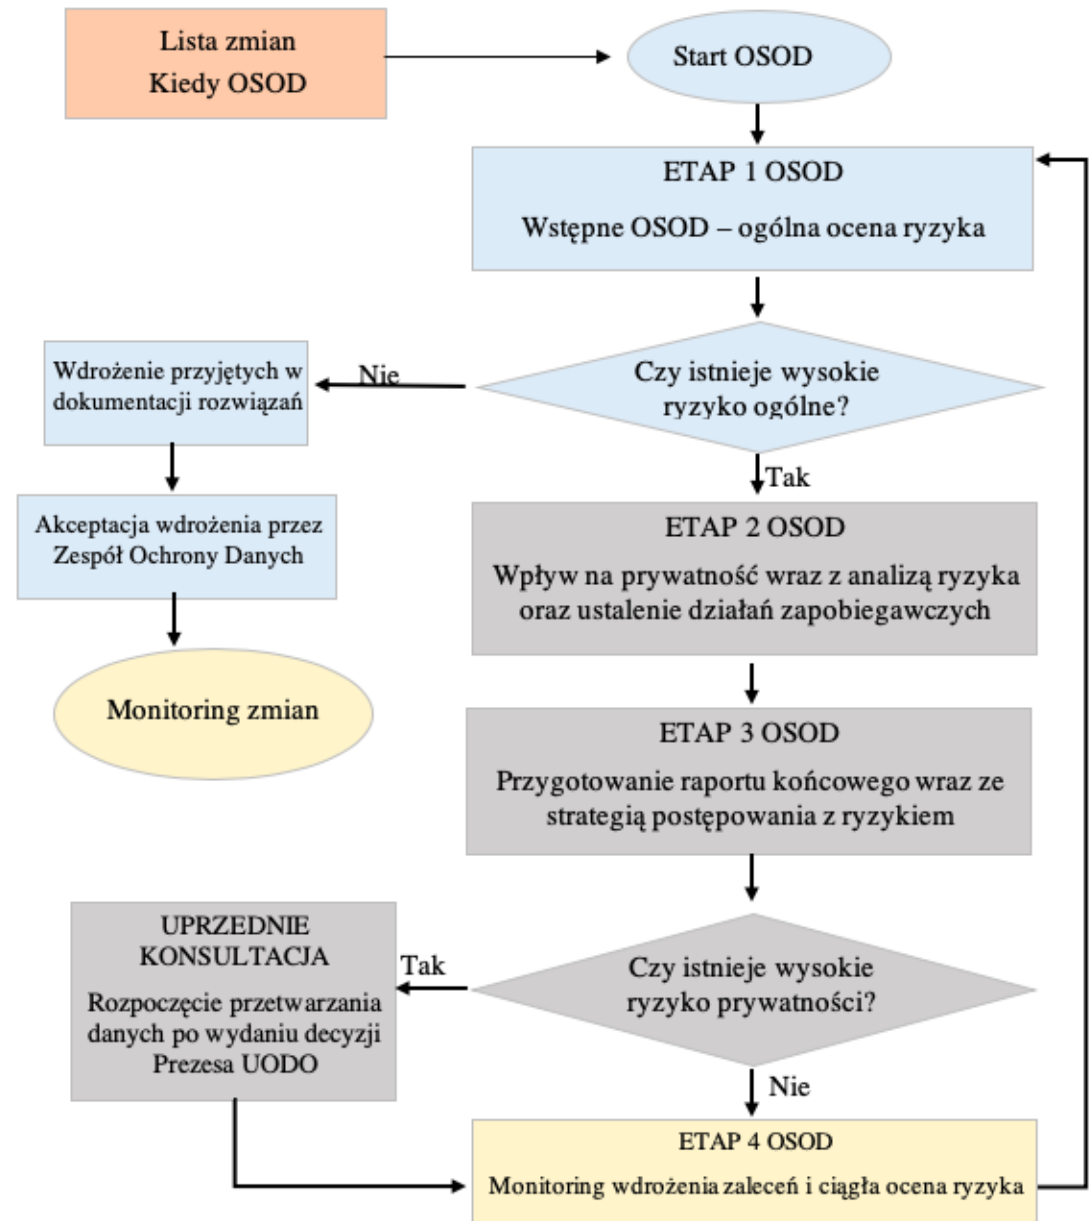 Lista zmian
Kiedy OSOD
Start OSOD
ETAP 1 OSOD
Wstępne OSOD – ogólna ocena ryzyka
Czy istnieje wysokie
ryzyko ogólne?
Nie
Wdrożenie przyjętych w
dokumentacji rozwiązań
Akceptacja wdrożenia przez
Zespół Ochrony Danych
Monitoring zmian
Tak
ETAP 2 OSOD
Wpływ na prywatność wraz z analizą ryzyka
oraz ustalenie działań zapobiegawczych
ETAP 3 OSOD
Przygotowanie raportu końcowego wraz ze
strategią postępowania z ryzykiem
Czy istnieje wysokie
ryzyko prywatności?
Tak
UPRZEDNIE
KONSULTACJA
Rozpoczęcie przetwarzania
danych po wydaniu decyzji
Prezesa UODO
Nie
ETAP 4 OSOD
Monitoring wdrożenia zaleceń i ciągła ocena ryzyka